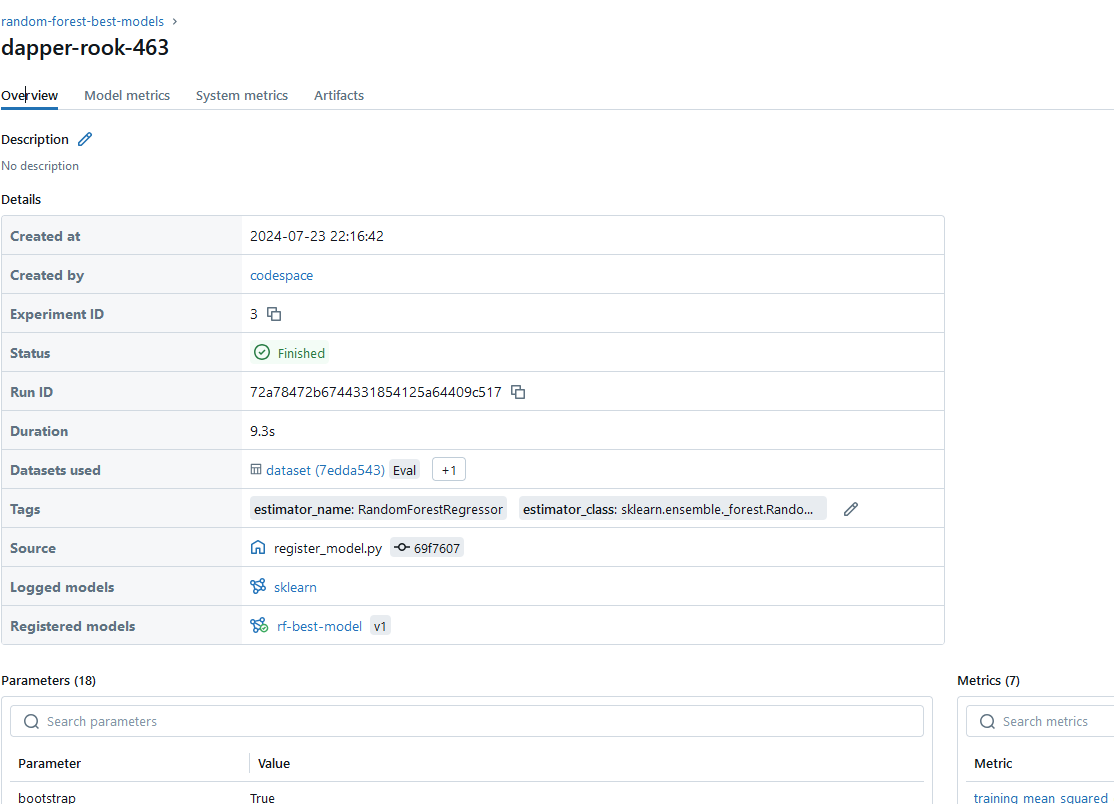 random-forest-best-models >
dapper-rook-463
Overview Model metrics System metrics Artifacts
Description
No description
Details
Created at 2024-07-23 22:16:42
Created by codespace
Experiment ID 3
Status Finished
Run ID 72a78472b6744331854125a64409c517
Duration 9.3s
Datasets used dataset (7edda543) Eval +1
Tags estimator_name: RandomForestRegressor estimator_class: sklearn.ensemble._forest.Rando...
Source register_model.py 69f7607
Logged models sklearn
Registered models rf-best-model v1
Parameters (18) Metrics (7)
Search parameters Search metrics
Parameter Value Metric
bootstrap True training_mean_squared